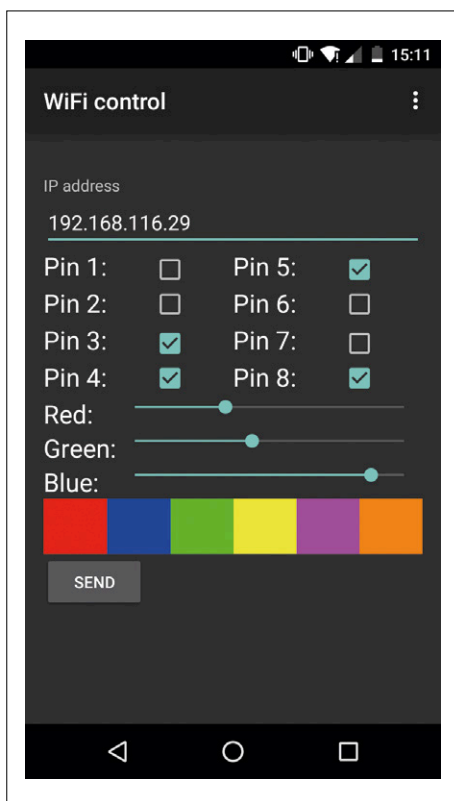 15:11
WiFi control
IP address
192.168.116.29
Pin 1: Pin 5:
Pin 2: Pin 6:
Pin 3: Pin 7:
Pin 4: Pin 8:
Red:
Green:
Blue:
SEND